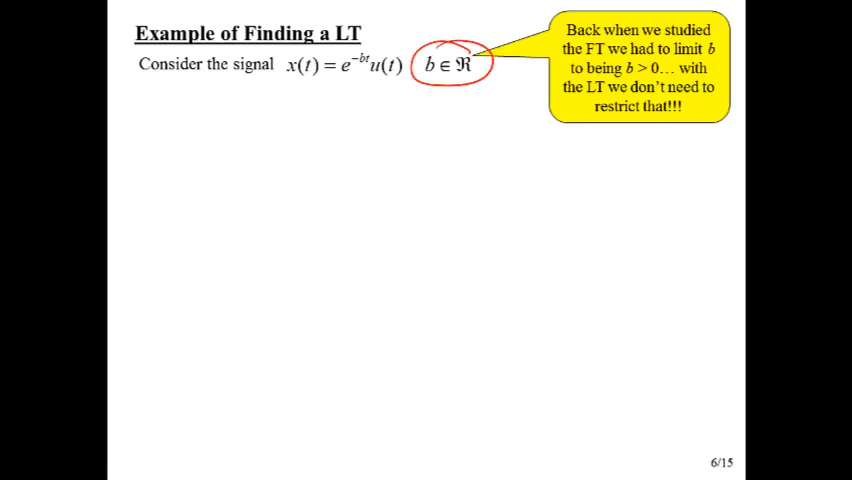 Example of Finding a LT
Consider the signal x(t) = e^{-bt}u(t) b ∈ ℜ
Back when we studied
the FT we had to limit b
to being b > 0… with
the LT we don't need to
restrict that!!!
6/15